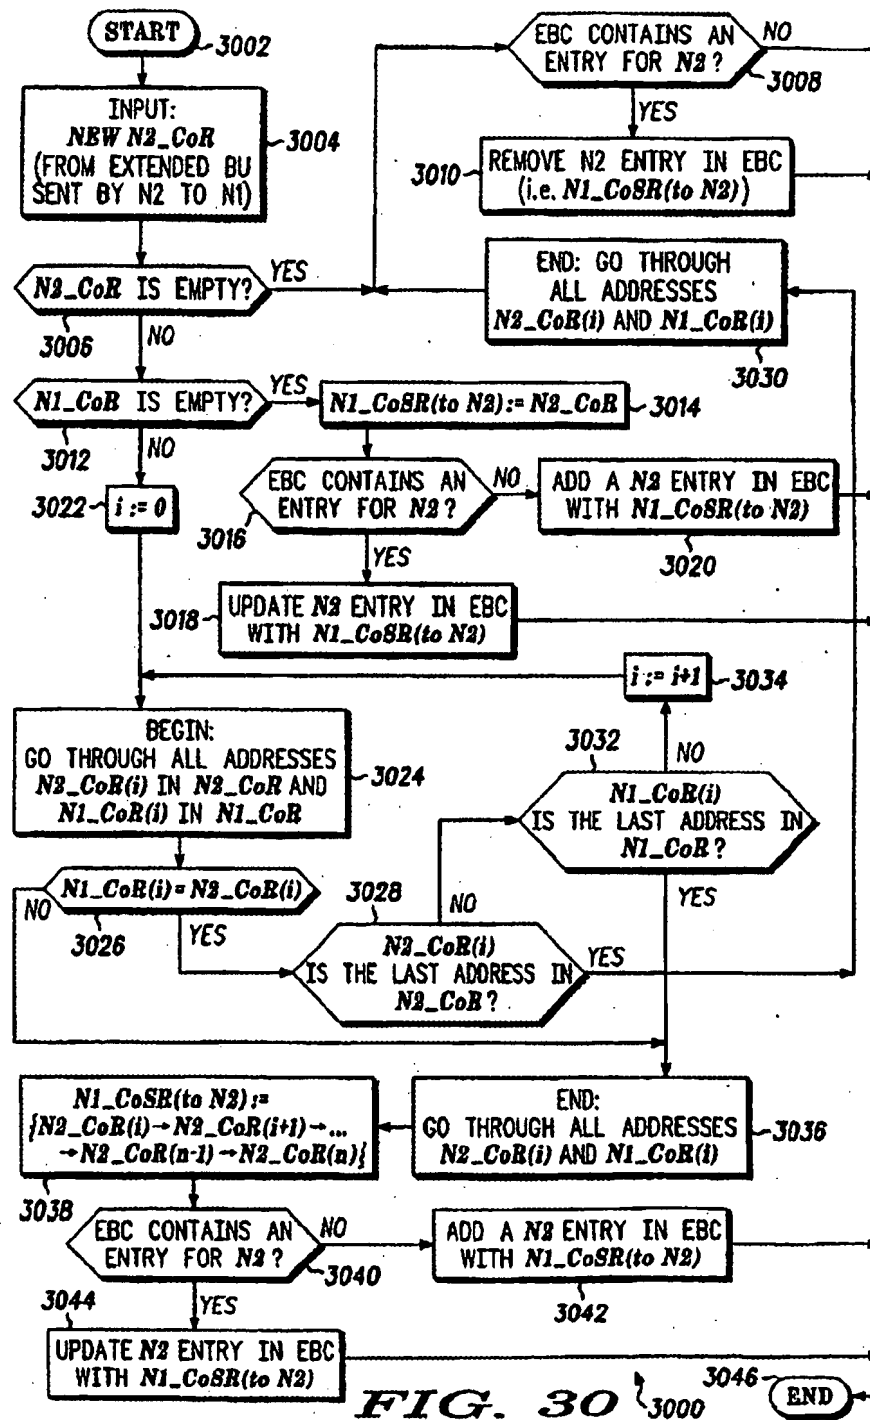 START
3002
INPUT:
NEW N2_CoR
(FROM EXTENDED BU
SENT BY N2 TO N1)
3004
N2_CoR IS EMPTY?
YES
3006
NO
EBC CONTAINS AN
ENTRY FOR N2?
NO
3008
YES
3010
REMOVE N2 ENTRY IN EBC
(i.e. N1_CoSR(to N2))
END: GO THROUGH
ALL ADDRESSES
N2_CoR(i) AND N1_CoR(i)
3030
N1_CoR IS EMPTY?
YES
3012
NO
N1_CoSR(to N2):= N2_CoR
3014
3022
i := 0
EBC CONTAINS AN
ENTRY FOR N2?
NO
3016
YES
ADD A N2 ENTRY IN EBC
WITH N1_CoSR(to N2)
3020
3018
UPDATE N2 ENTRY IN EBC
WITH N1_CoSR(to N2)
i := i+1
3034
BEGIN:
GO THROUGH ALL ADDRESSES
N2_CoR(i) IN N2_CoR AND
N1_CoR(i) IN N1_CoR
3024
3032
NO
N1_CoR(i)
IS THE LAST ADDRESS IN
N1_CoR?
YES
N1_CoR(i)=N2_CoR(i)
NO
3026
YES
3028
NO
N2_CoR(i)
IS THE LAST ADDRESS IN
N2_CoR?
YES
N1_CoSR(to N2):=
{N2_CoR(i)→N2_CoR(i+1)→...
→N2_CoR(n-1)→N2_CoR(n){
3038
END:
GO THROUGH ALL ADDRESSES
N2_CoR(i) AND N1_CoR(i)
3036
EBC CONTAINS AN
ENTRY FOR N2?
NO
3040
YES
ADD A N2 ENTRY IN EBC
WITH N1_CoSR(to N2)
3042
3044
UPDATE N2 ENTRY IN EBC
WITH N1_CoSR(to N2)
3046
END
FIG. 30
3000